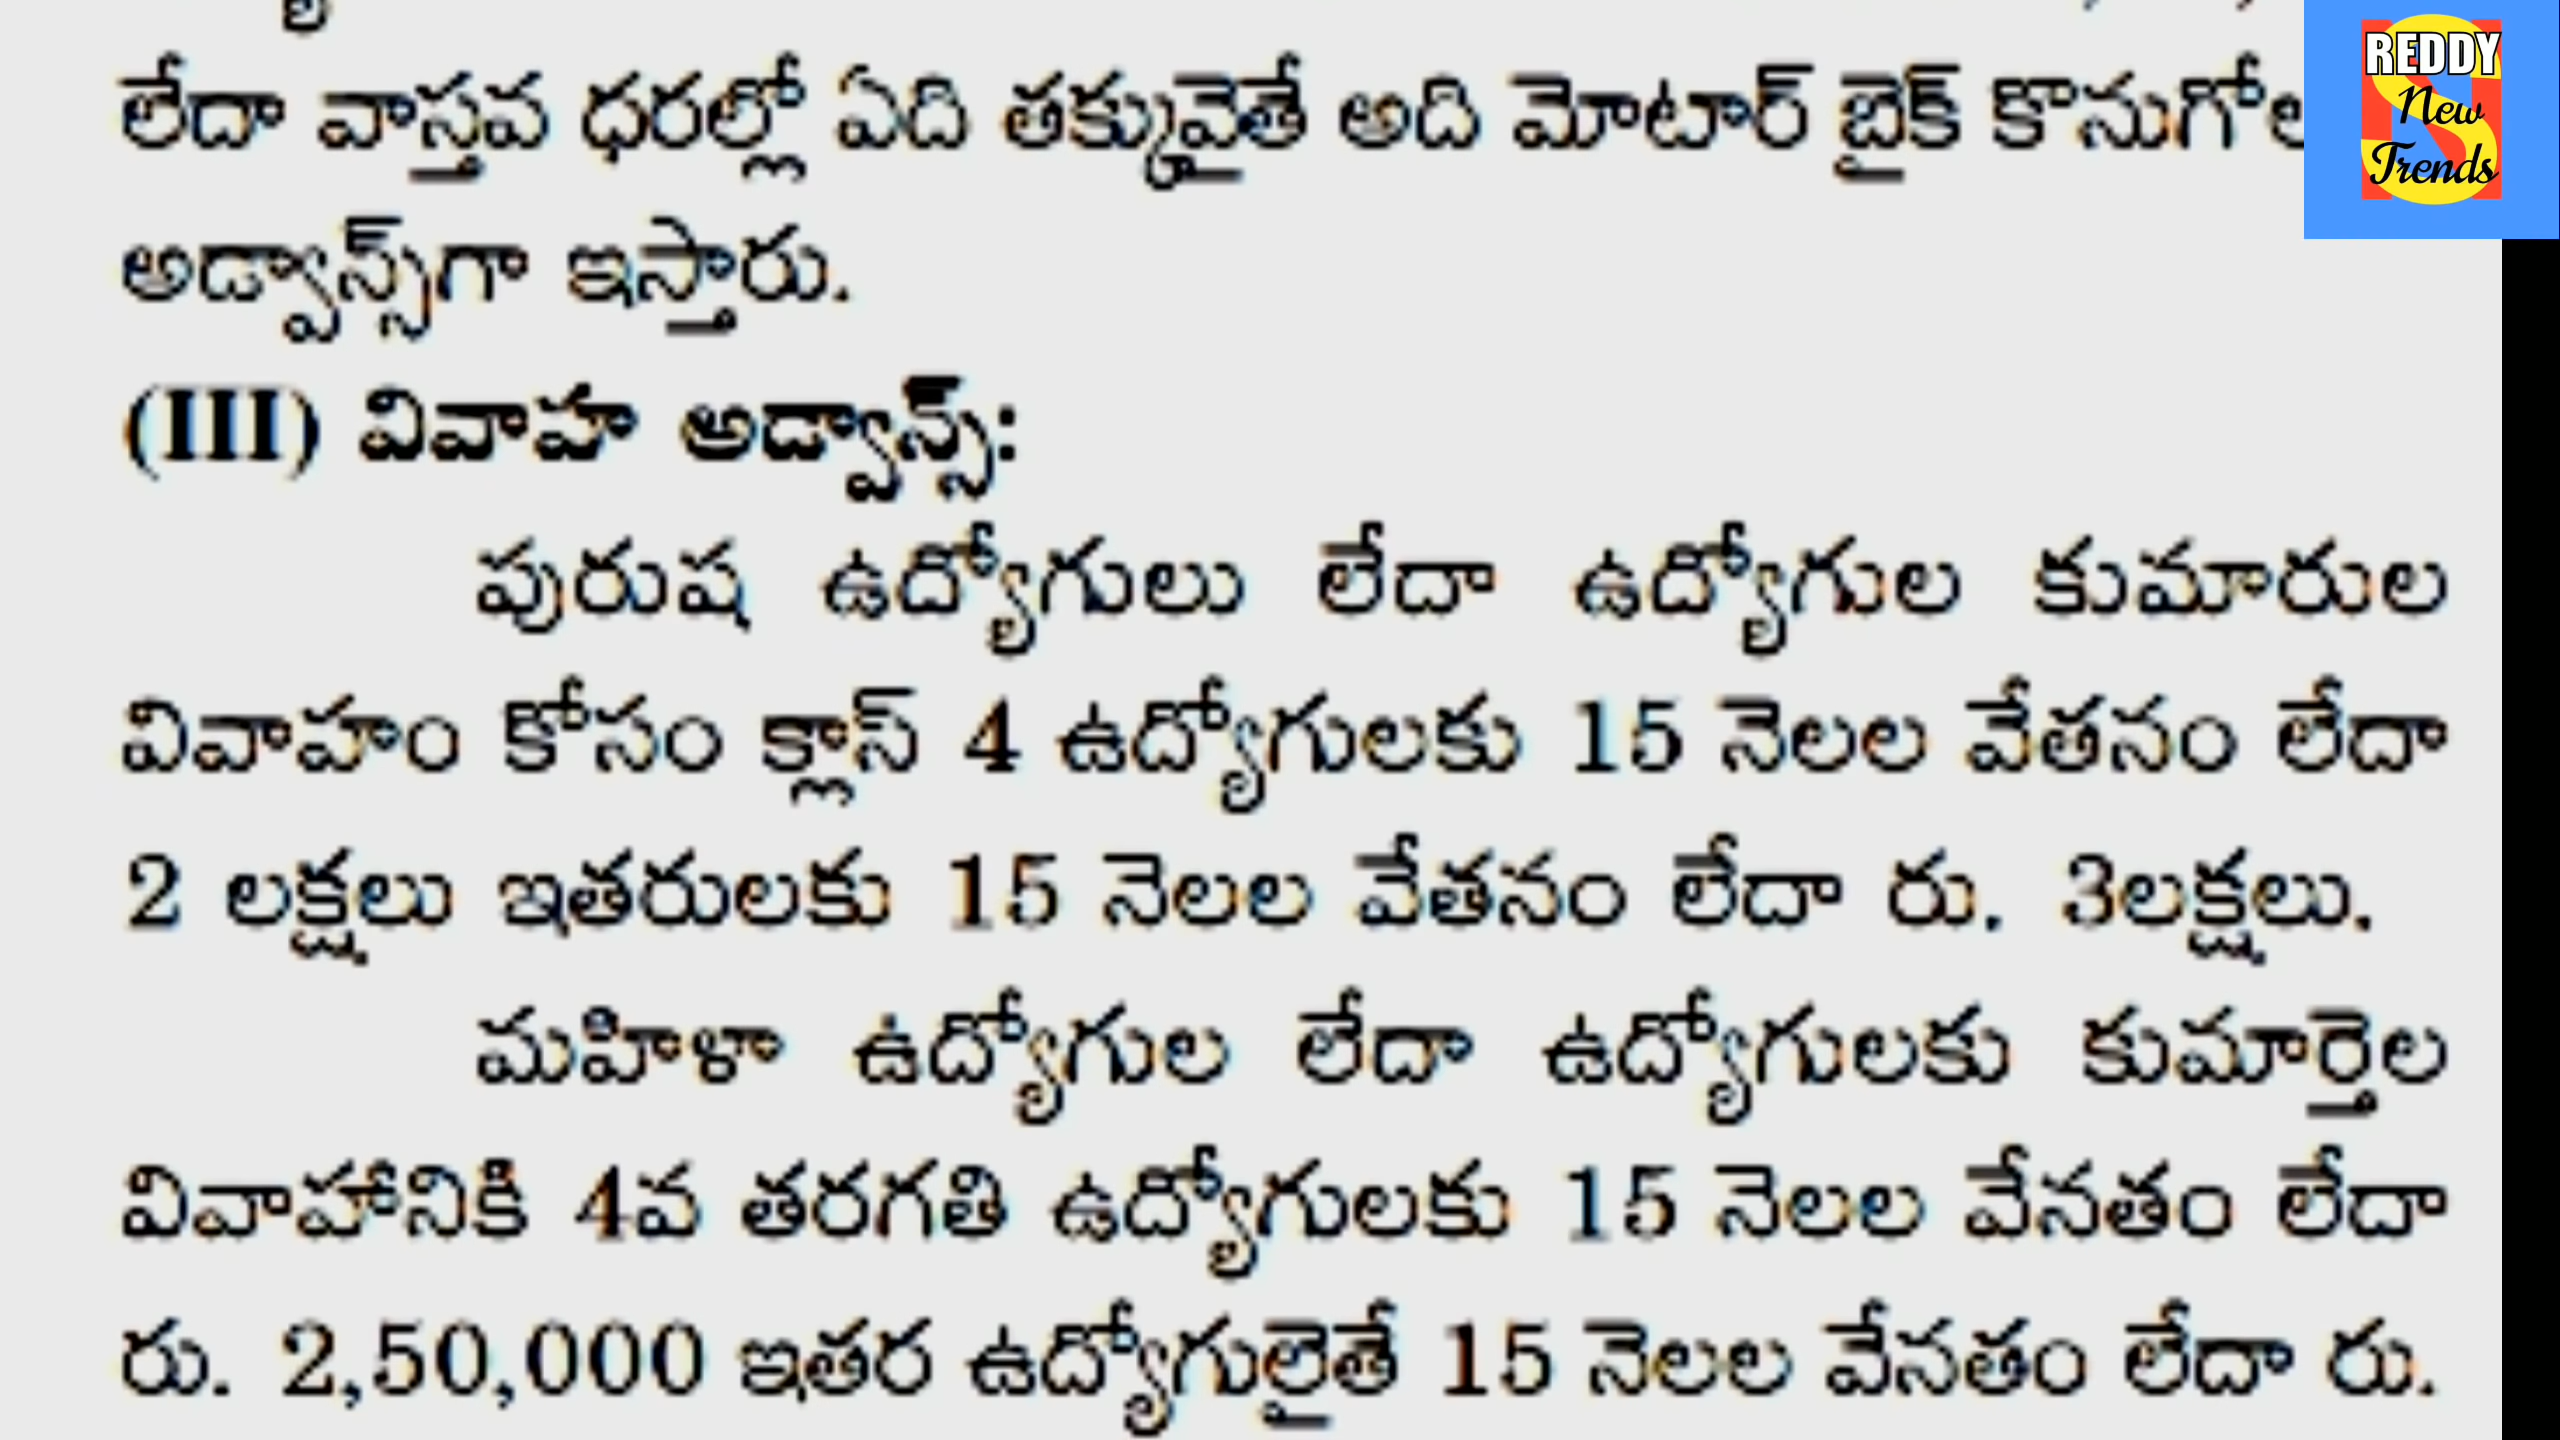 లేదా వాస్తవ ధరల్లో ఏది తక్కువైతే అది మోటార్ బైక్
అడ్వాన్స్‌గా ఇస్తారు.
(III) వివాహ అడ్వాన్స్:
పురుష ఉద్యోగులు లేదా ఉద్యోగుల కుమారుల
వివాహం కోసం క్లాస్ 4 ఉద్యోగులకు 15 నెలల వేతనం లేదా
2 లక్షలు ఇతరులకు 15 నెలల వేతనం లేదా రు. 3లక్షలు.
మహిళా ఉద్యోగుల లేదా ఉద్యోగులకు కుమార్తెల
వివాహానికి 4వ తరగతి ఉద్యోగులకు 15 నెలల వేనతం లేదా
రు. 2,50,000 ఇతర ఉద్యోగులైతే 15 నెలల వేనతం లేదా రు.
REDDY
New
Trends